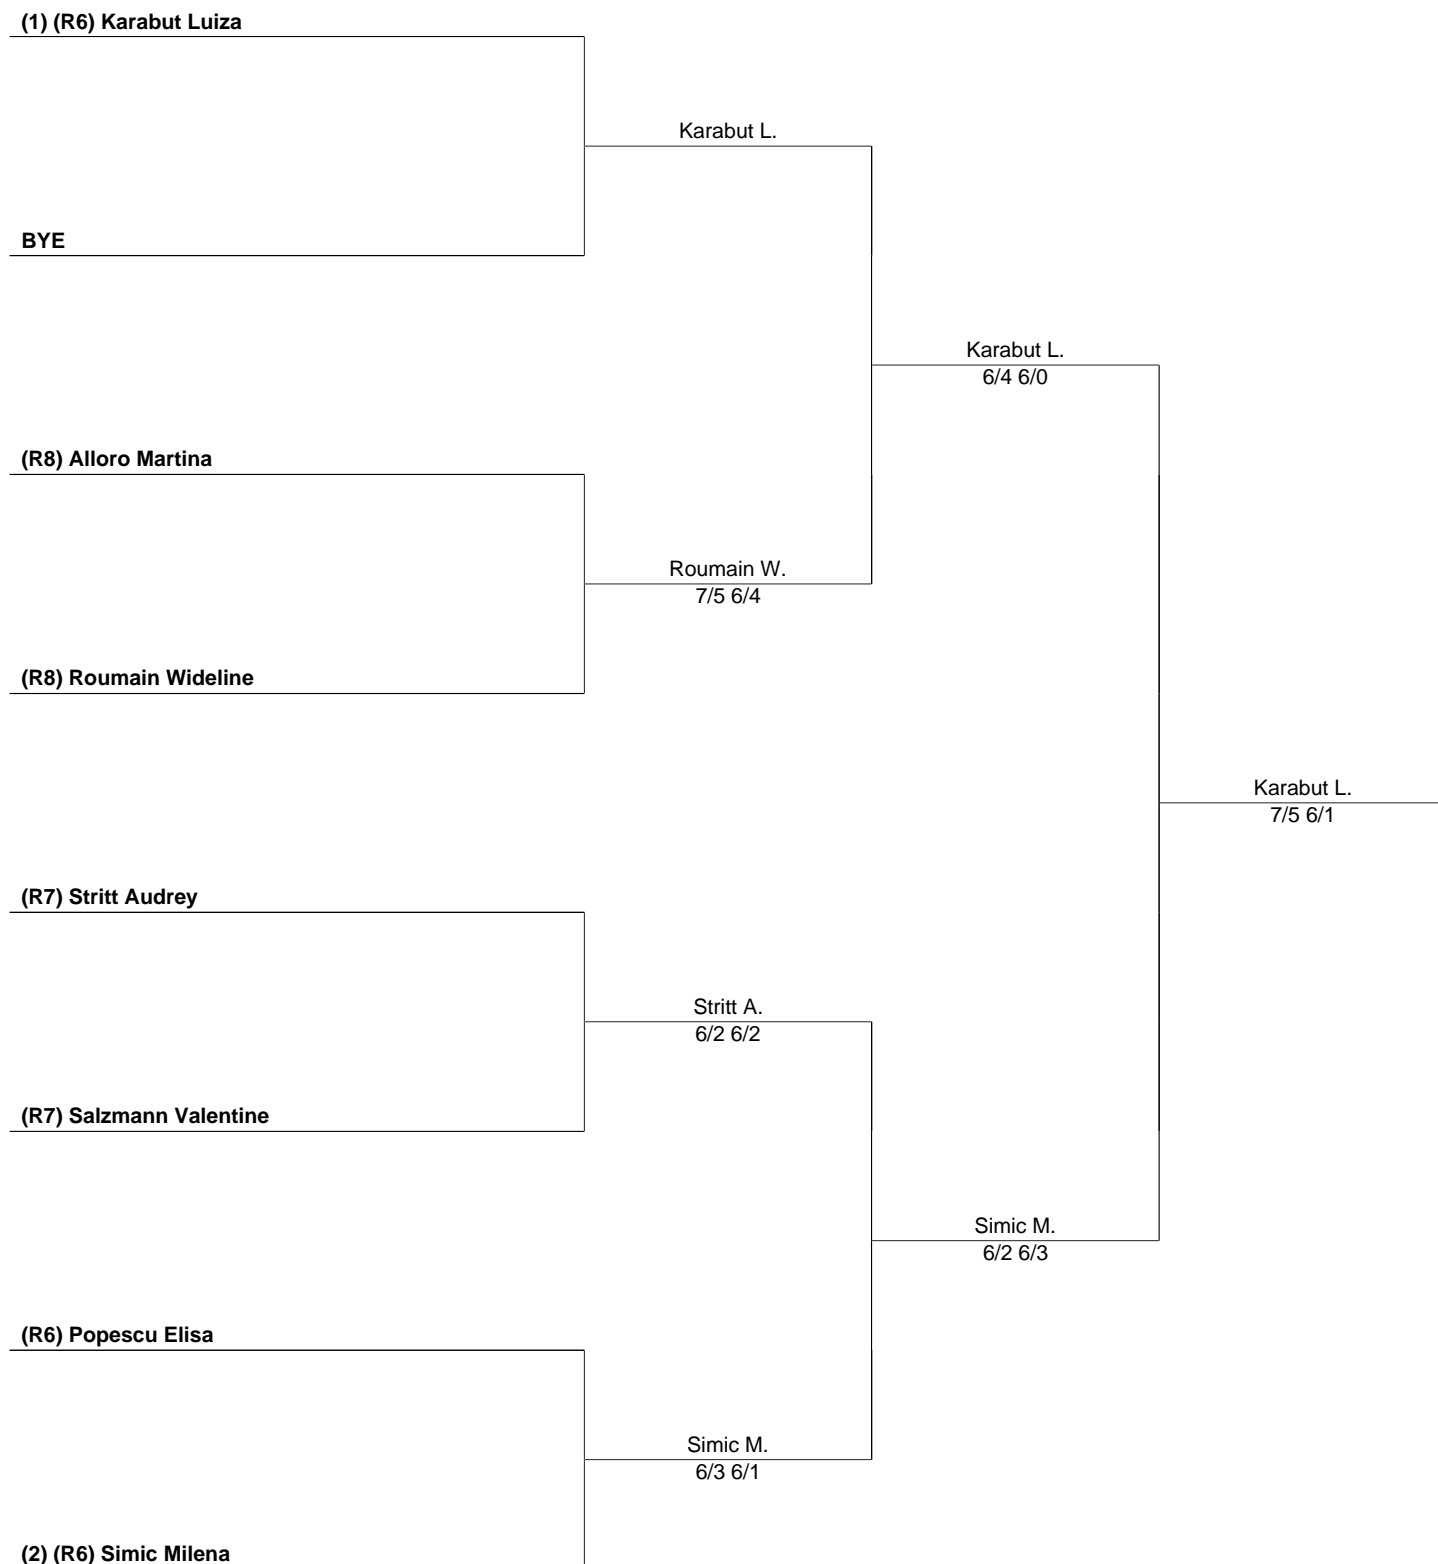 (1) (R6) Karabut Luiza
Karabut L.
BYE
Karabut L.
6/4 6/0
(R8) Alloro Martina
Roumain W.
7/5 6/4
(R8) Roumain Wideline
Karabut L.
7/5 6/1
(R7) Stritt Audrey
Stritt A.
6/2 6/2
(R7) Salzmann Valentine
Simic M.
6/2 6/3
(R6) Popescu Elisa
Simic M.
6/3 6/1
(2) (R6) Simic Milena